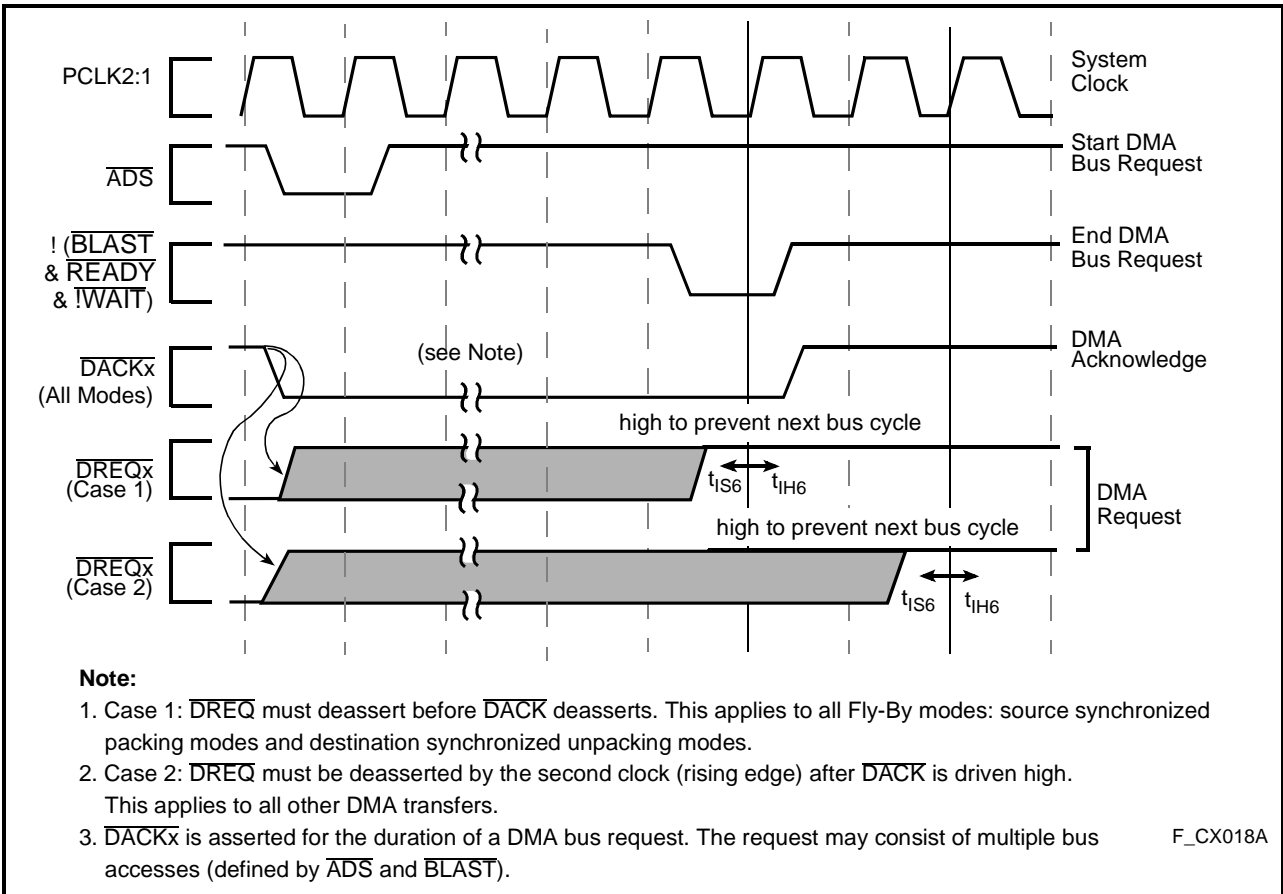 PCLK2:1
System
Clock
ADS
Start DMA
Bus Request
! (BLAST
& READY
& !WAIT)
End DMA
Bus Request
DACKx
(All Modes)
(see Note)
DMA
Acknowledge
high to prevent next bus cycle
DREQx
(Case 1)
tIS6
tIH6
DMA
Request
high to prevent next bus cycle
DREQx
(Case 2)
tIS6
tIH6
Note:
1. Case 1: DREQ must deassert before DACK deasserts. This applies to all Fly-By modes: source synchronized
packing modes and destination synchronized unpacking modes.
2. Case 2: DREQ must be deasserted by the second clock (rising edge) after DACK is driven high.
This applies to all other DMA transfers.
3. DACKx is asserted for the duration of a DMA bus request. The request may consist of multiple bus
accesses (defined by ADS and BLAST).
F_CX018A